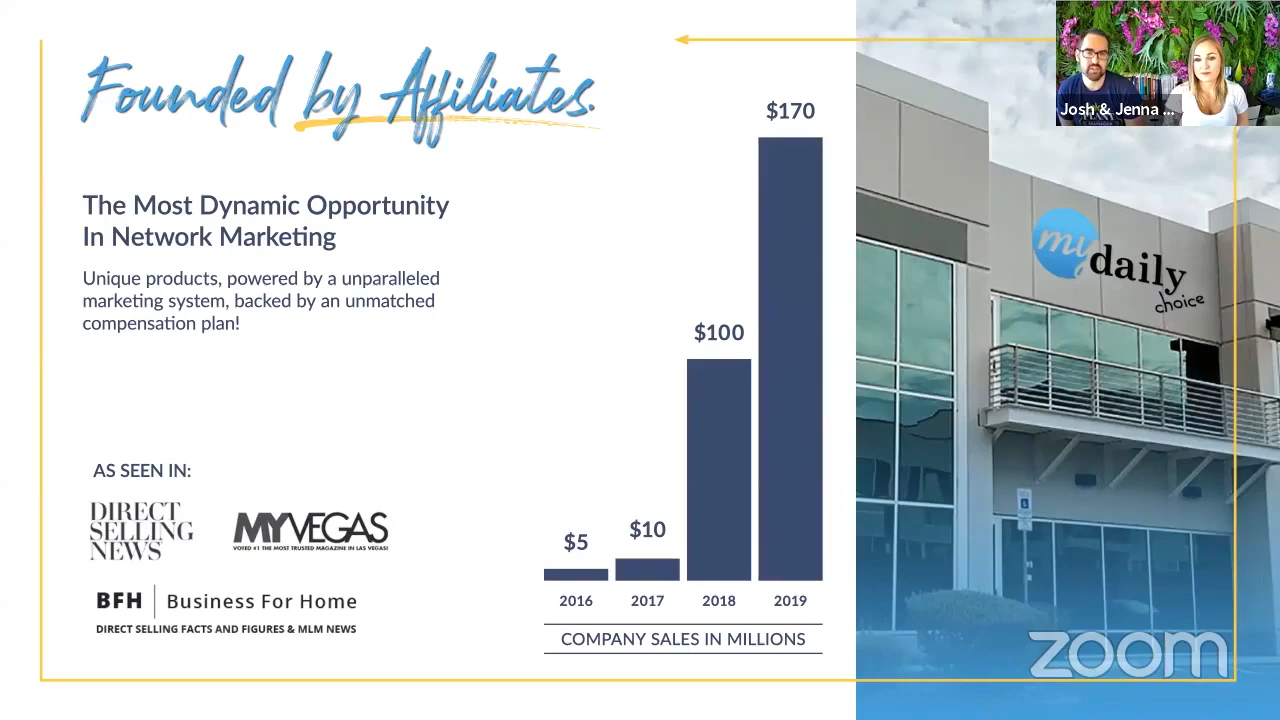 Founded by Affiliates.
The Most Dynamic Opportunity
In Network Marketing
Unique products, powered by a unparalleled
marketing system, backed by an unmatched
compensation plan!
AS SEEN IN:
DIRECT
SELLING
NEWS
MYVEGAS
VOTED #1 THE MOST TRUSTED MAGAZINE IN LAS VEGAS!
BFH Business For Home
DIRECT SELLING FACTS AND FIGURES & MLM NEWS
$5
$10
$100
$170
2016 2017 2018 2019
COMPANY SALES IN MILLIONS
Josh & Jenna ...
my daily
choice
zoom